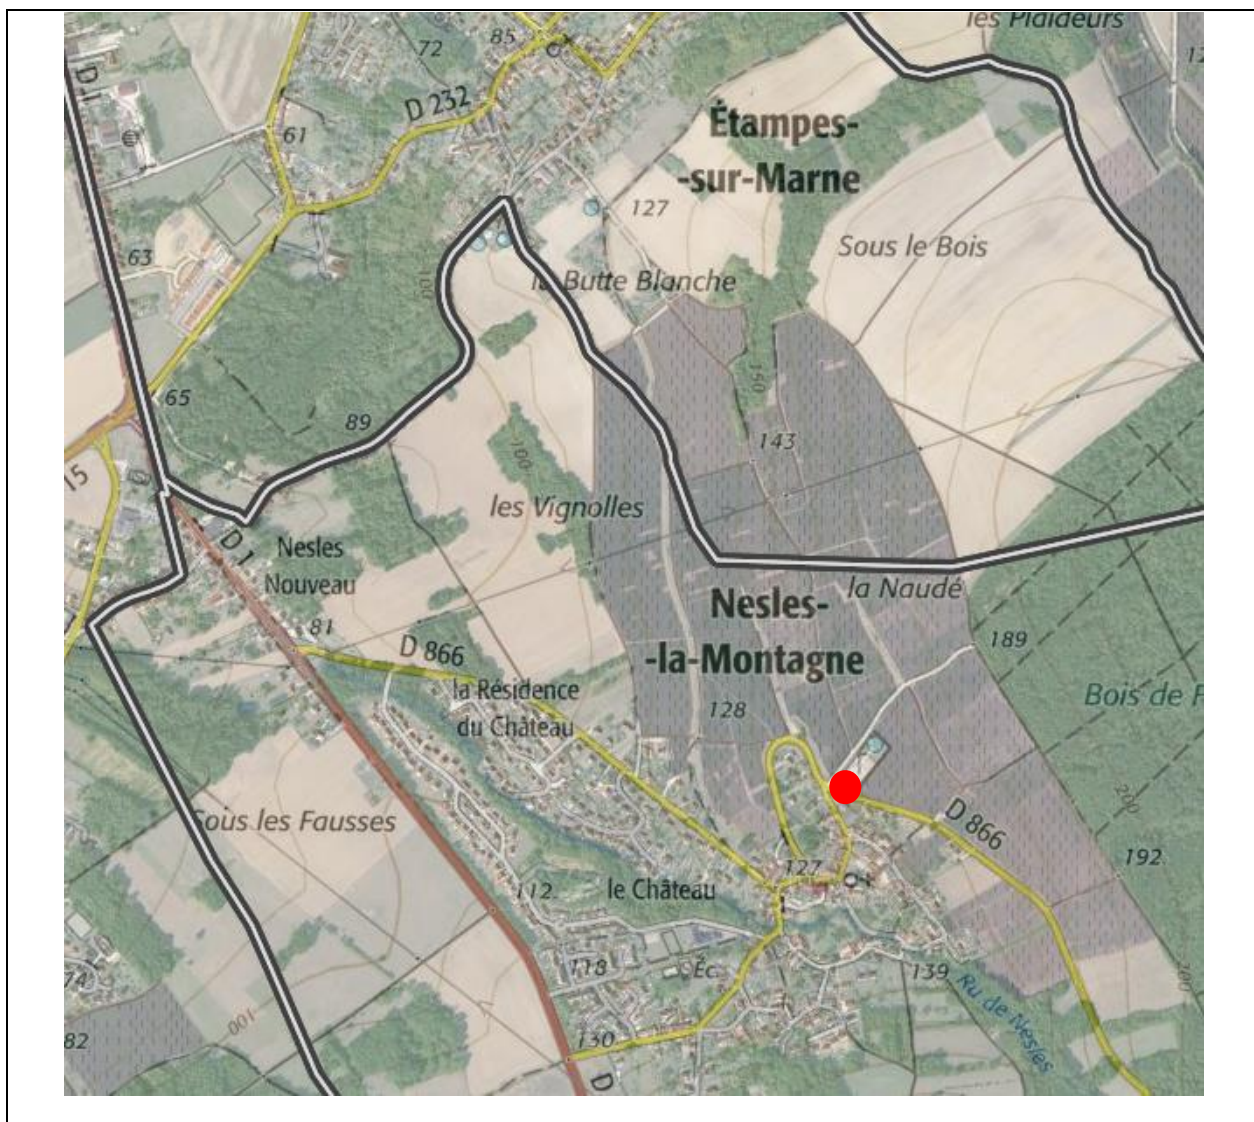 les Plaideurs
85
72
D 1
D 232
61
Étampes-
-sur-Marne
127
63
Sous le Bois
100
la Butte Blanche
150
65
89
143
100
15
les Vignolles
D 1
Nesles
Nouveau
la Naudé
Nesles-
-la-Montagne
81
189
D 866
la Résidence
du Château
128
Bois de F
Sous les Fausses
200
D 866
192
127
112
le Château
118
Éc.
139
74
Ru de Nesles
200
100
82
130
D